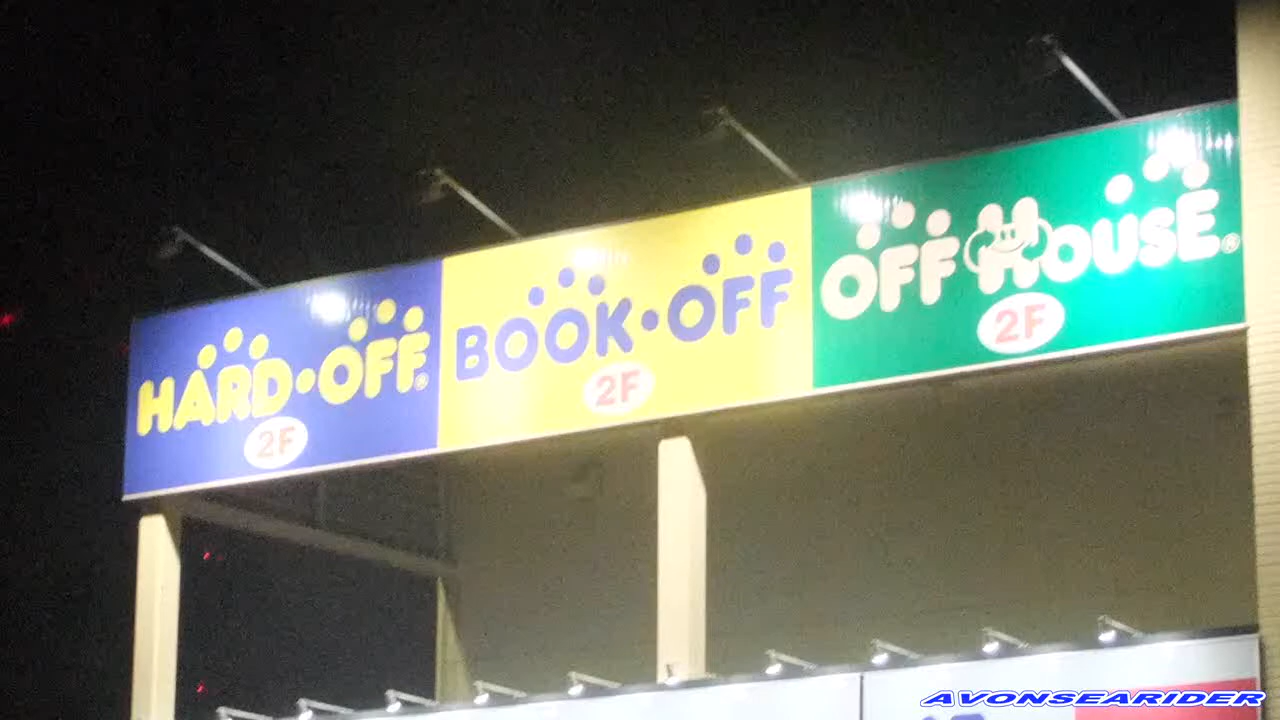 HARD・OFF®
2F
BOOK・OFF
2F
OFF HOUSE®
2F
AVONSEARIDER